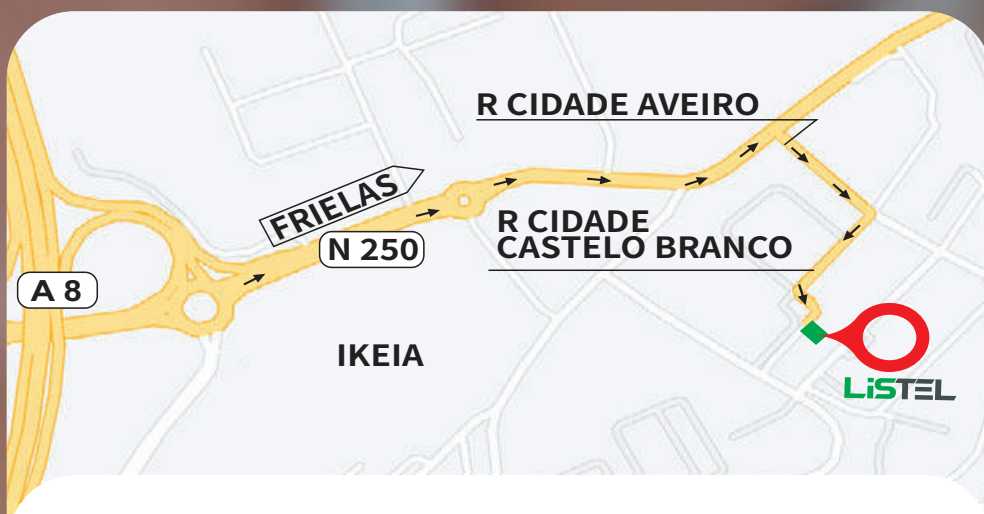 R CIDADE AVEIRO
FRIELAS
R CIDADE
CASTELO BRANCO
N 250
A 8
IKEIA
LiSTEL